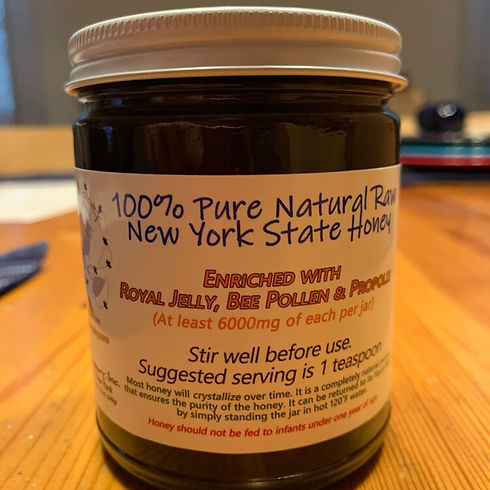 100% Pure Natural Raw
New York State Honey
ENRICHED WITH
ROYAL JELLY, BEE POLLEN & PROPOLIS
(At least 6000mg of each per jar)
Stir well before use.
Suggested serving is 1 teaspoon
Most honey will crystallize over time. It is a completely natural
that ensures the purity of the honey. It can be returned to its liquid
by simply standing the jar in hot 120°F water.
Honey should not be fed to infants under one year of age
Inc.